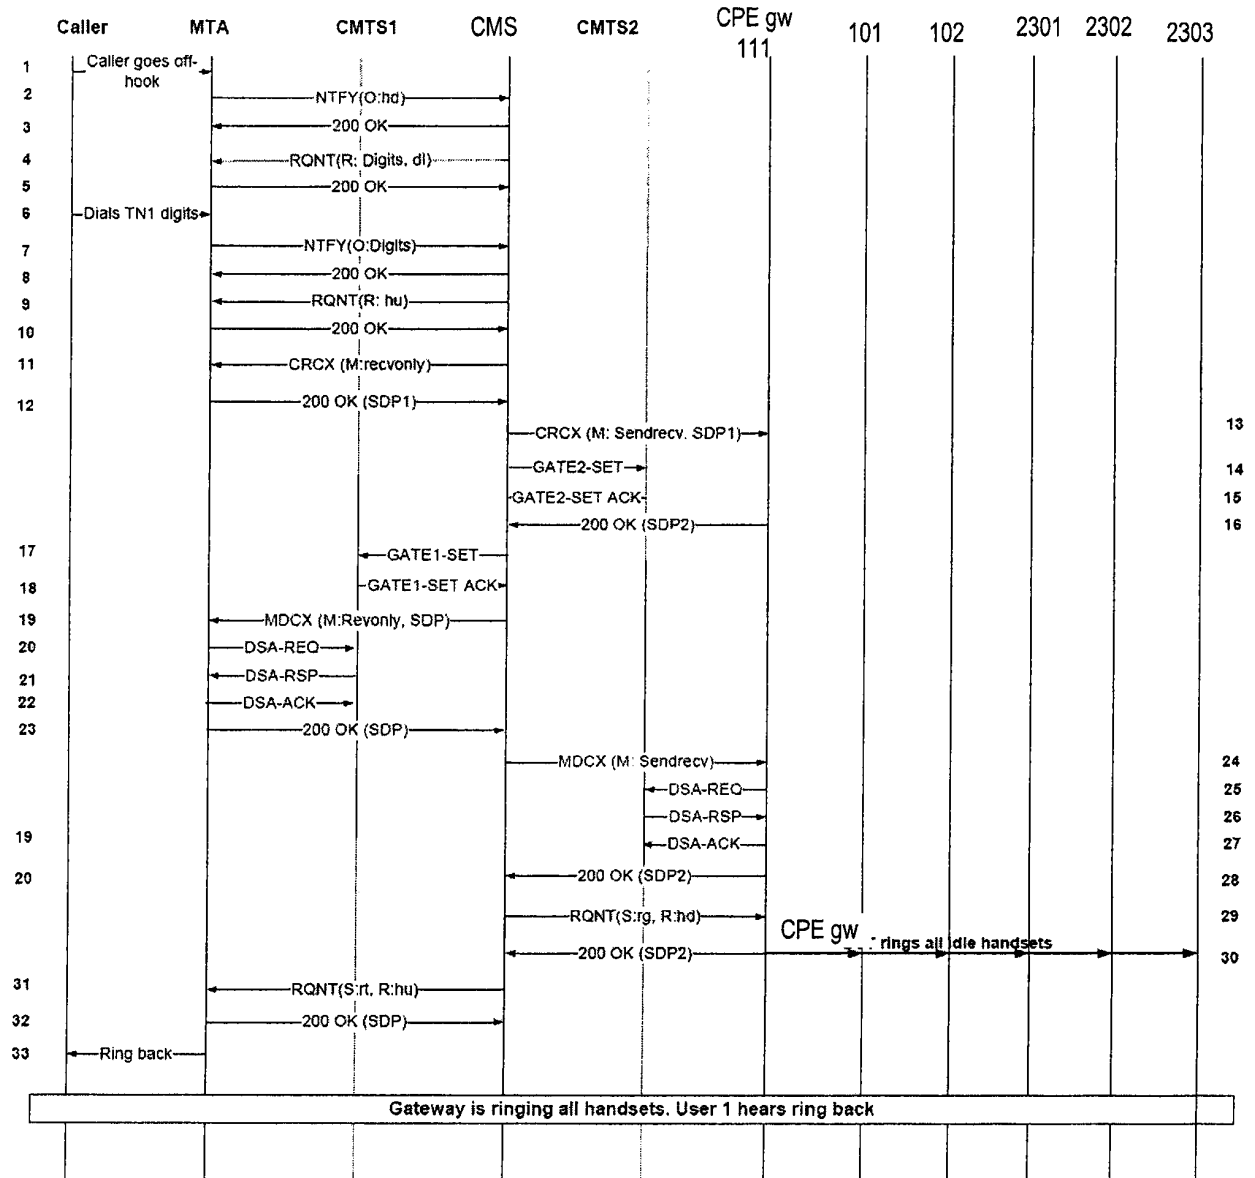 Caller MTA CMTS1 CMS CMTS2 CPE gw 111 101 102 2301 2302 2303
1 Caller goes off-
hook
2 NTFY(O:hd)
3 200 OK
4 RQNT(R: Digits, dl)
5 200 OK
6 Dials TN1 digits
7 NTFY(O:Digits)
8 200 OK
9 RQNT(R: hu)
10 200 OK
11 CRCX (M:recvonly)
12 200 OK (SDP1)
CRCX (M: Sendrecv. SDP1) 13
GATE2-SET 14
GATE2-SET ACK 15
200 OK (SDP2) 16
17 GATE1-SET
18 GATE1-SET ACK
19 MDCX (M:Revonly, SDP)
20 DSA-REQ
21 DSA-RSP
22 DSA-ACK
23 200 OK (SDP)
MDCX (M: Sendrecv) 24
DSA-REQ 25
DSA-RSP 26
19 DSA-ACK 27
20 200 OK (SDP2) 28
RQNT(S:rg, R:hd) 29
CPE gw
rings all idle handsets
200 OK (SDP2) 30
31 RQNT(S:rt, R:hu)
32 200 OK (SDP)
33 Ring back
Gateway is ringing all handsets. User 1 hears ring back